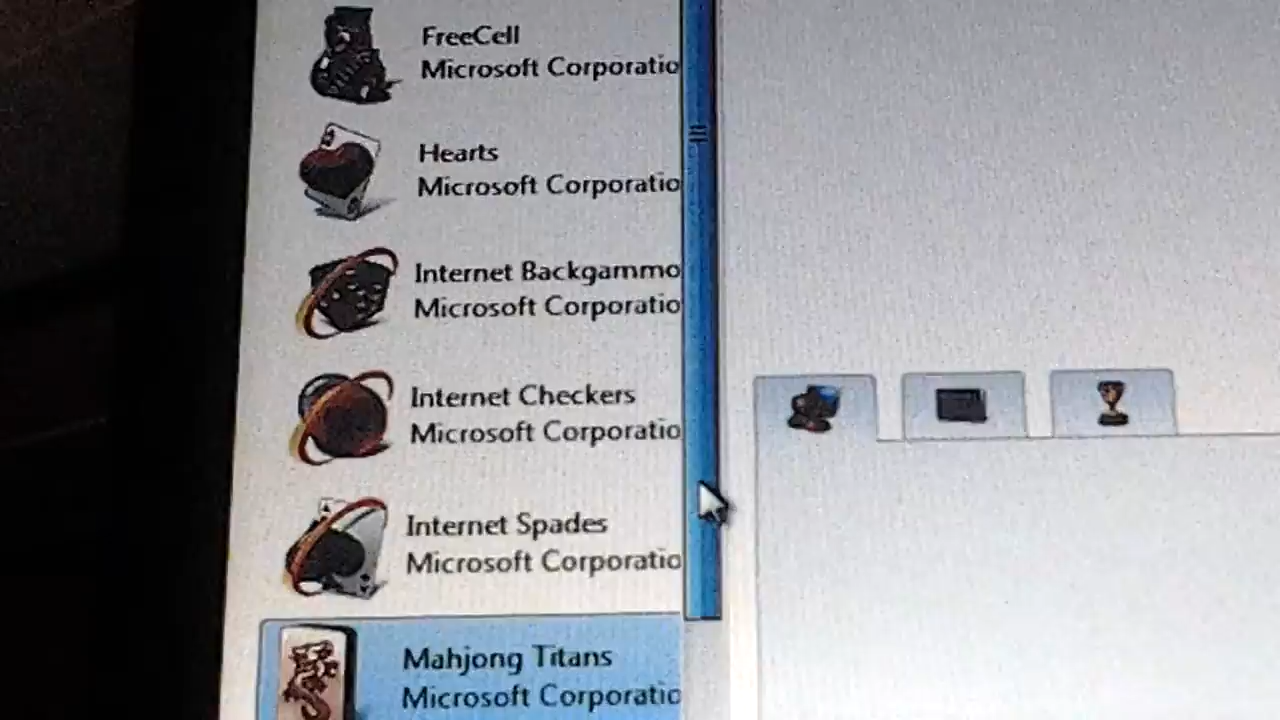 FreeCell
Microsoft Corporatio
Hearts
Microsoft Corporatio
Internet Backgammo
Microsoft Corporatio
Internet Checkers
Microsoft Corporatio
Internet Spades
Microsoft Corporatio
Mahjong Titans
Microsoft Corporatio